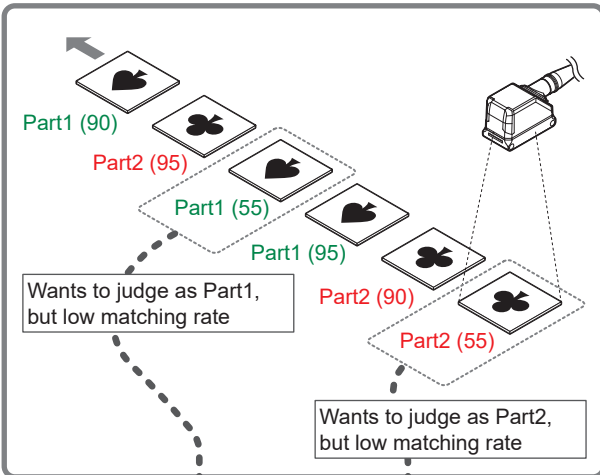 Part1 (90)
Part2 (95)
Part1 (55)
Part1 (95)
Part2 (90)
Part2 (55)
Wants to judge as Part1,
but low matching rate
Wants to judge as Part2,
but low matching rate